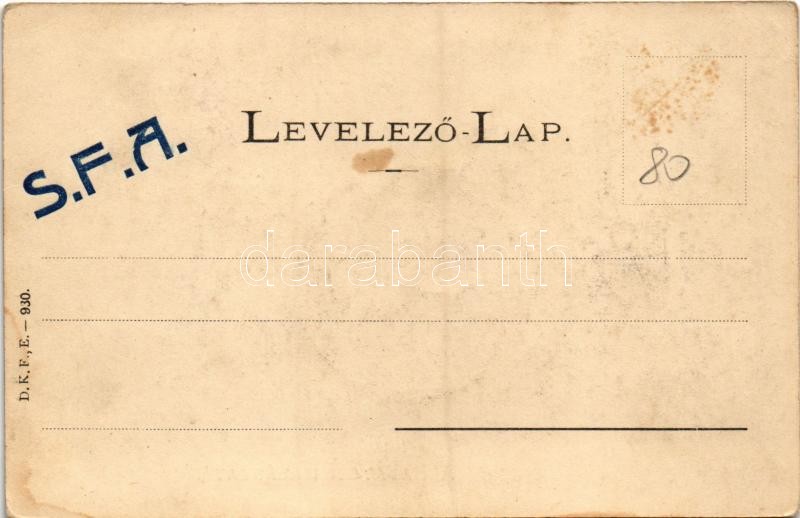 S.F.A.
LEVELEZŐ-LAP.
80
darabanth
D. K. F., E. — 930.